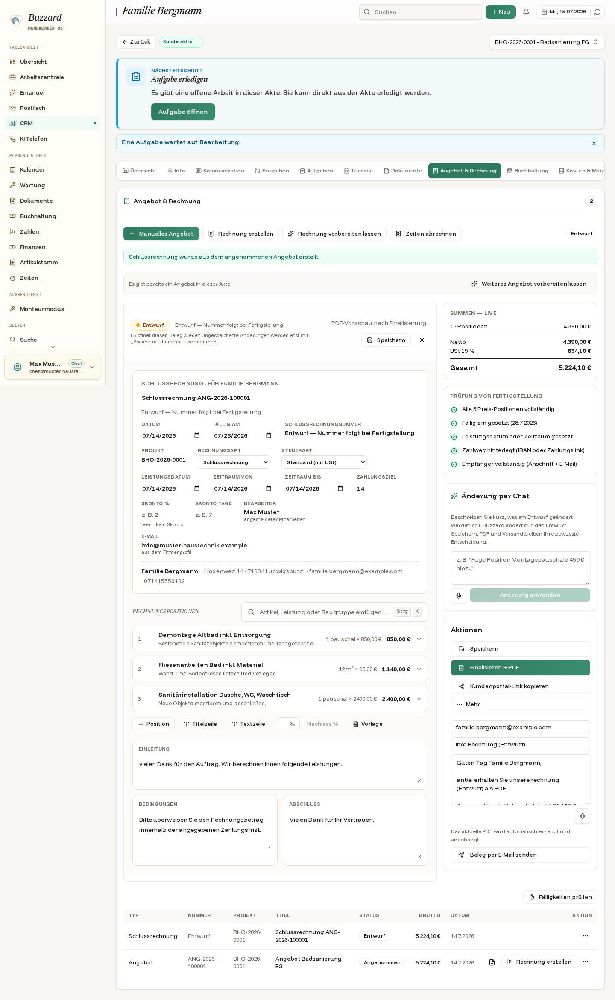 Buzzard
HANDWERKER OS
TAGESARBEIT
Übersicht
Arbeitszentrale
Emanuel
Postfach
CRM
KI-Telefon
PLANUNG & GELD
Kalender
Wartung
Dokumente
Buchhaltung
Zahlen
Finanzen
Artikelstamm
Zeiten
AUSSENDIENST
Monteurmodus
SELTEN
Suche
Max Mus… · Chef
chef@muster-hauste…
Familie Bergmann
Suchen…
Neu
Mi., 15.07.2026
Zurück
Kunde aktiv
BHO-2026-0001 - Badsanierung EG
NÄCHSTER SCHRITT
Aufgabe erledigen
Es gibt eine offene Arbeit in dieser Akte. Sie kann direkt aus der Akte erledigt werden.
Aufgabe öffnen
Eine Aufgabe wartet auf Bearbeitung.
Übersicht Info Kommunikation Freigaben Aufgaben Termine Dokumente Angebot & Rechnung Buchhaltung Kosten & Marg
Angebot & Rechnung
2
Manuelles Angebot
Rechnung erstellen
Rechnung vorbereiten lassen
Zeiten abrechnen
Entwurf
Schlussrechnung wurde aus dem angenommenen Angebot erstellt.
Es gibt bereits ein Angebot in dieser Akte.
Weiteres Angebot vorbereiten lassen
Entwurf
Entwurf — Nummer folgt bei Fertigstellung
F5 öffnet diesen Beleg wieder. Ungespeicherte Änderungen werden erst mit
„Speichern“ dauerhaft übernommen.
PDF-Vorschau nach Finalisierung
Speichern
SCHLUSSRECHNUNG · FÜR FAMILIE BERGMANN
Schlussrechnung ANG-2026-100001
Entwurf — Nummer folgt bei Fertigstellung
DATUM FÄLLIG AM SCHLUSSRECHNUNGNUMMER
07/14/2026 07/28/2026 Entwurf — Nummer folgt bei Fertigstellung
PROJEKT RECHNUNGSART STEUERART
BHO-2026-0001 Schlussrechnung Standard (mit USt)
LEISTUNGSDATUM ZEITRAUM VON ZEITRAUM BIS ZAHLUNGSZIEL
07/14/2026 07/14/2026 07/14/2026 14
SKONTO % SKONTO TAGE BEARBEITER
z. B. 2 z. B. 7 Max Muster
leer = kein Skonto angemeldeter Mitarbeiter
E-MAIL
info@muster-haustechnik.example
aus dem Firmenprofil
Familie Bergmann · Lindenweg 14 · 71634 Ludwigsburg · familie.bergmann@example.com
· 071415550192
RECHNUNGSPOSITIONEN
Artikel, Leistung oder Baugruppe einfügen … Strg K
1 Demontage Altbad inkl. Entsorgung 1 pauschal × 850,00 € 850,00 €
Bestehende Sanitärobjekte demontieren und fachgerecht e…
2 Fliesenarbeiten Bad inkl. Material 12 m² × 95,00 € 1.140,00 €
Wand- und Bodenfliesen liefern und verlegen.
3 Sanitärinstallation Dusche, WC, Waschtisch 1 pauschal × 2400,00 € 2.400,00 €
Neue Objekte montieren und anschließen.
Position Titelzeile Textzeile % Nachlass % Vorlage
EINLEITUNG
vielen Dank für den Auftrag. Wir berechnen Ihnen folgende Leistungen.
BEDINGUNGEN
Bitte überweisen Sie den Rechnungsbetrag
innerhalb der angegebenen Zahlungsfrist.
ABSCHLUSS
Vielen Dank für Ihr Vertrauen.
SUMMEN — LIVE
1 · Positionen 4.390,00 €
Netto 4.390,00 €
USt 19 % 834,10 €
Gesamt 5.224,10 €
PRÜFUNG VOR FERTIGSTELLUNG
Alle 3 Preis-Positionen vollständig
Fällig am gesetzt (28.7.2026)
Leistungsdatum oder Zeitraum gesetzt
Zahlweg hinterlegt (IBAN oder Zahlungslink)
Empfänger vollständig (Anschrift + E-Mail)
Änderung per Chat
Beschreiben Sie kurz, was am Entwurf geändert
werden soll. Buzzard ändert nur den Entwurf;
Speichern, PDF und Versand bleiben Ihre bewusste
Entscheidung.
z. B. "Füge Position Montagepauschale 450 €
hinzu"
Änderung anwenden
Aktionen
Speichern
Finalisieren & PDF
Kundenportal-Link kopieren
Mehr
familie.bergmann@example.com
Ihre Rechnung (Entwurf)
Guten Tag Familie Bergmann,
anbei erhalten Sie unsere rechnung
(Entwurf) als PDF.
Das aktuelle PDF wird automatisch erzeugt und
angehängt.
Beleg per E-Mail senden
Fälligkeiten prüfen
TYP NUMMER PROJEKT TITEL STATUS BRUTTO DATUM AKTION
Schlussrechnung Entwurf BHO-2026-0001 Schlussrechnung ANG-2026-100001 Entwurf 5.224,10 € 14.7.2026
Angebot ANG-2026-100001 BHO-2026-0001 Angebot Badsanierung EG Angenommen 5.224,10 € 14.7.2026 Rechnung erstellen